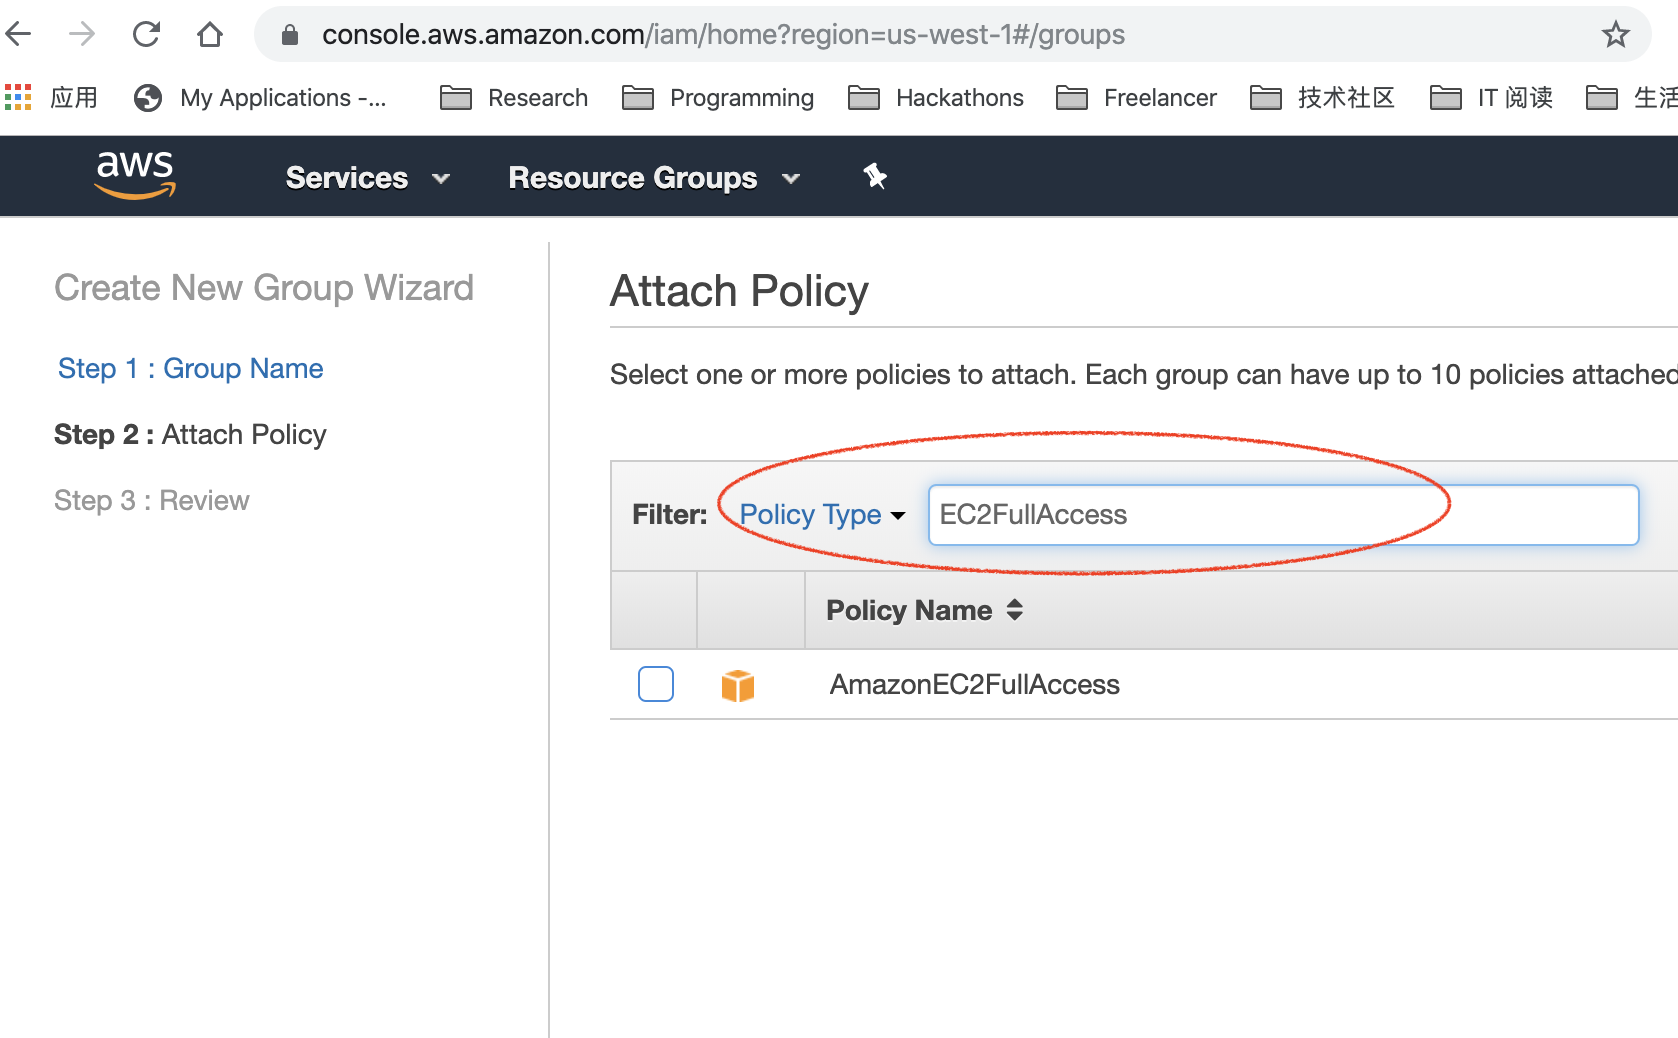 console.aws.amazon.com/iam/home?region=us-west-1#/groups
应用 My Applications -... Research Programming Hackathons Freelancer 技术社区 IT 阅读 生活
aws Services Resource Groups
Create New Group Wizard
Step 1 : Group Name
Step 2 : Attach Policy
Step 3 : Review
Attach Policy
Select one or more policies to attach. Each group can have up to 10 policies attached
Filter: Policy Type EC2FullAccess
Policy Name
AmazonEC2FullAccess